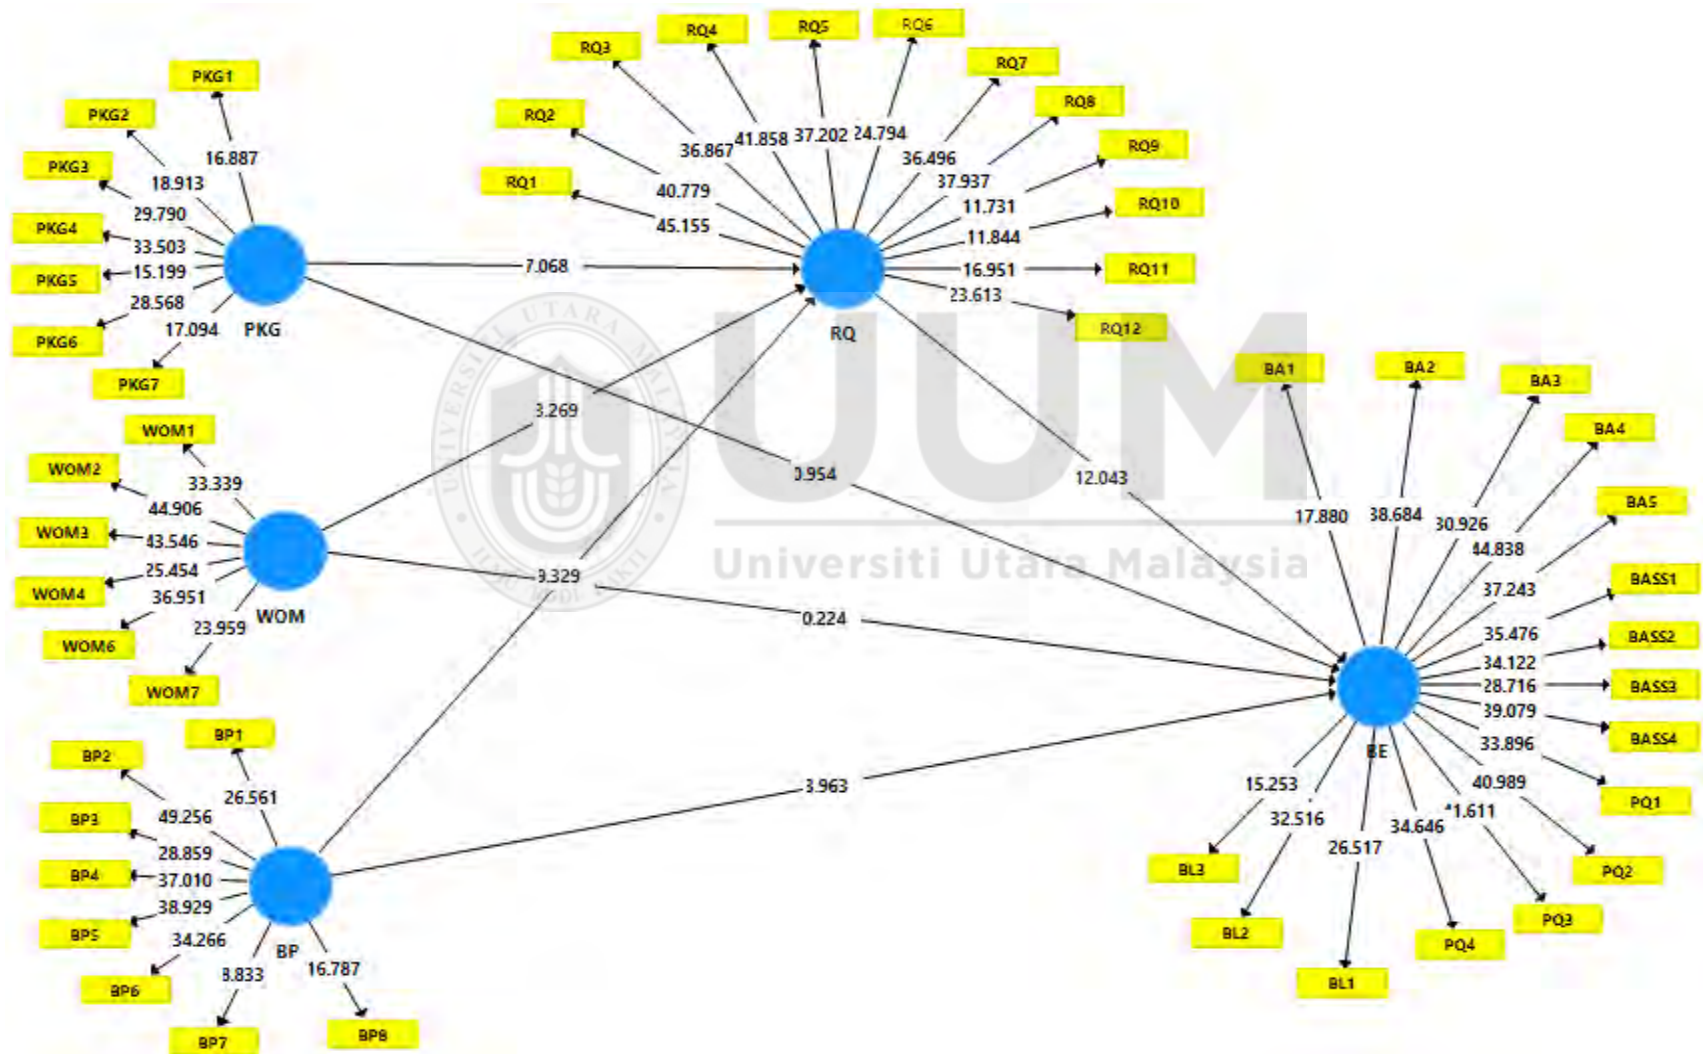 PKG1
PKG2
PKG3
PKG4
PKG5
PKG6
PKG7
16.887
18.913
29.790
33.503
15.199
28.568
17.094
PKG
WOM1
WOM2
WOM3
WOM4
WOM6
WOM7
33.339
44.906
43.546
25.454
36.951
23.959
WOM
BP1
BP2
BP3
BP4
BP5
BP6
BP7
BP8
26.561
49.256
28.859
37.010
38.929
34.266
8.833
16.787
BP
RQ1
RQ2
RQ3
RQ4
RQ5
RQ6
RQ7
RQ8
RQ9
RQ10
RQ11
RQ12
45.155
40.779
36.867
41.858
37.202
24.794
36.496
37.937
11.731
11.844
16.951
23.613
RQ
7.068
3.269
9.329
0.954
0.224
3.963
12.043
BA1
BA2
BA3
BA4
BA5
BASS1
BASS2
BASS3
BASS4
PQ1
PQ2
PQ3
PQ4
BL1
BL2
BL3
17.880
38.684
30.926
44.838
37.243
35.476
34.122
28.716
39.079
33.896
40.989
41.611
34.646
26.517
32.516
15.253
BE
UUM
Universiti Utara Malaysia
UNIVERSITI UTARA MALAYSIA